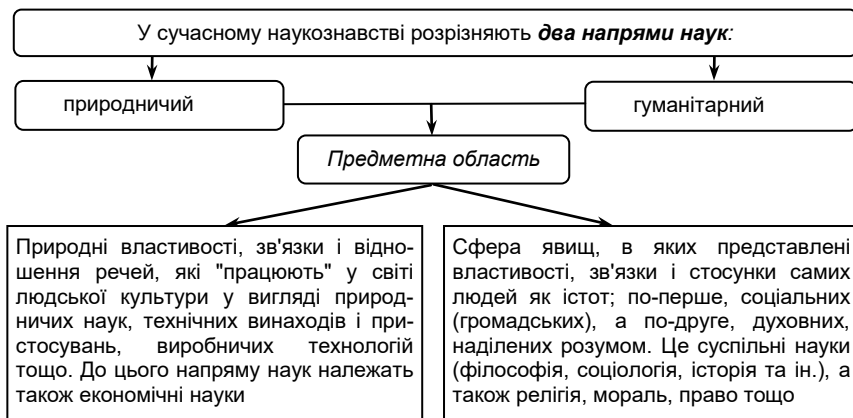 У сучасному наукознавстві розрізняють два напрями наук:
природничий
гуманітарний
Предметна область
Природні властивості, зв'язки і відно-
шення речей, які "працюють" у світі
людської культури у вигляді природ-
ничих наук, технічних винаходів і при-
стосувань, виробничих технологій
тощо. До цього напряму наук належать
також економічні науки
Сфера явищ, в яких представлені
властивості, зв'язки і стосунки самих
людей як істот; по-перше, соціальних
(громадських), а по-друге, духовних,
наділених розумом. Це суспільні науки
(філософія, соціологія, історія та ін.), а
також релігія, мораль, право тощо